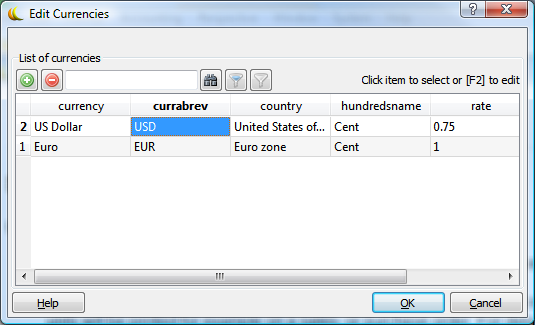 Edit Currencies
List of currencies
Click item to select or [F2] to edit
currency currabrev country hundredsname rate
2 US Dollar USD United States of... Cent 0.75
1 Euro EUR Euro zone Cent 1
Help OK Cancel